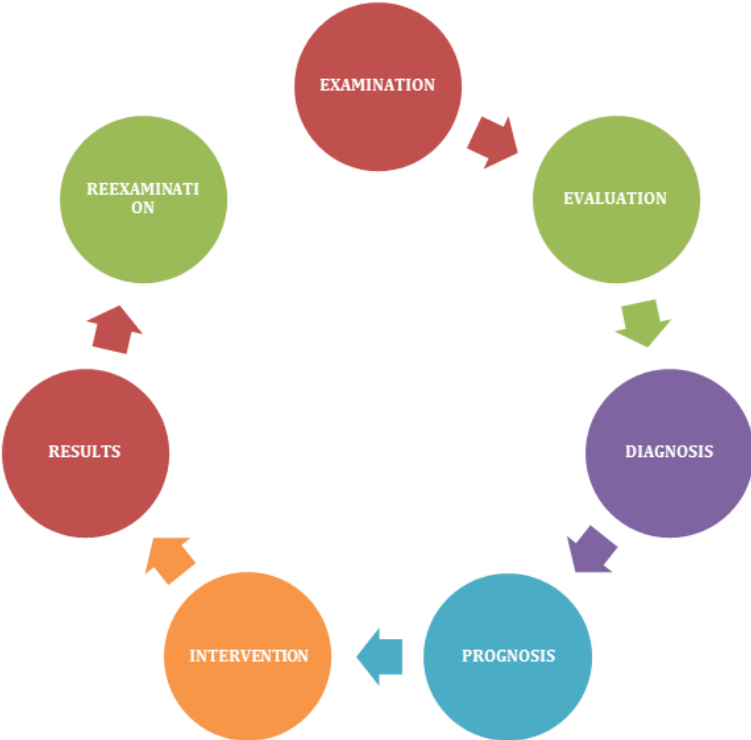 EXAMINATION
EVALUATION
DIAGNOSIS
PROGNOSIS
INTERVENTION
RESULTS
REEXAMINATI
ON